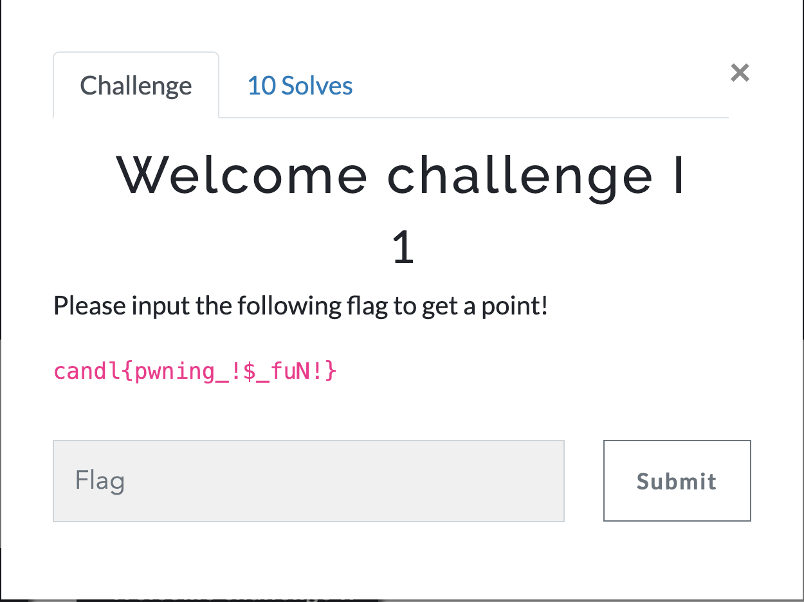 Challenge
10 Solves
×
Welcome challenge I
1
Please input the following flag to get a point!
candl{pwning_!$_fuN!}
Flag
Submit